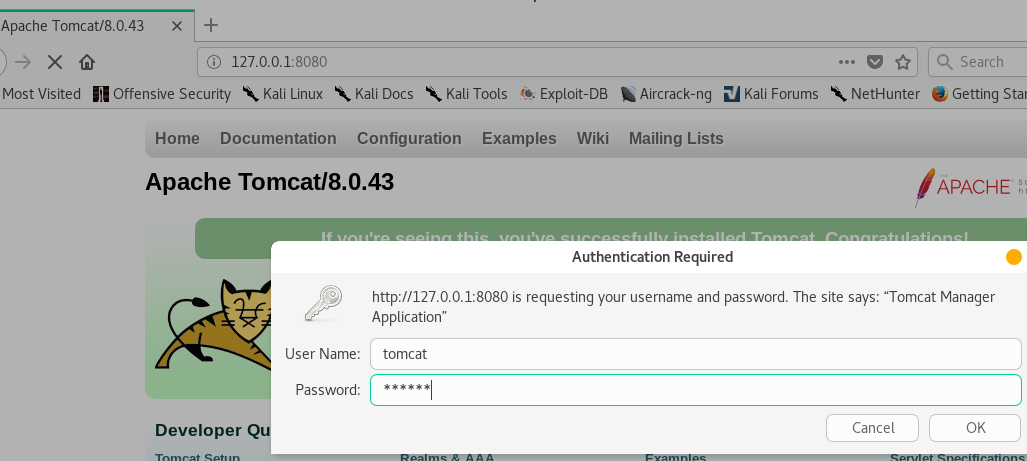 Apache Tomcat/8.0.43
127.0.0.1:8080
Search
Most Visited Offensive Security Kali Linux Kali Docs Kali Tools Exploit-DB Aircrack-ng Kali Forums NetHunter Getting Star
Home Documentation Configuration Examples Wiki Mailing Lists
Apache Tomcat/8.0.43
THE
APACHE
If you're seeing this, you've successfully installed Tomcat. Congratulations!
Authentication Required
http://127.0.0.1:8080 is requesting your username and password. The site says: “Tomcat Manager
Application”
User Name: tomcat
Password: ******
Cancel OK
Developer Qu
Tomcat Setup Realms & AAA Examples Servlet Specifications